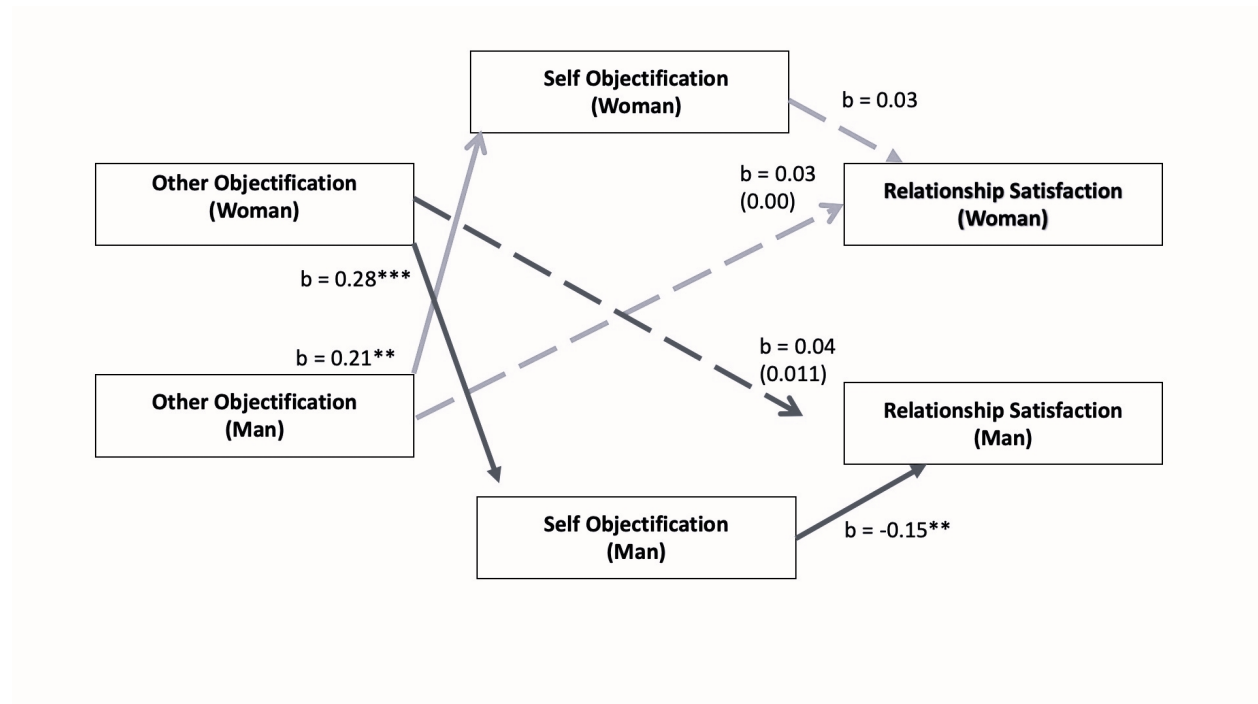 Self Objectification
(Woman)
b = 0.03
Other Objectification
(Woman)
b = 0.03
(0.00)
Relationship Satisfaction
(Woman)
b = 0.28***
b = 0.21**
b = 0.04
(0.011)
Other Objectification
(Man)
Relationship Satisfaction
(Man)
Self Objectification
(Man)
b = -0.15**